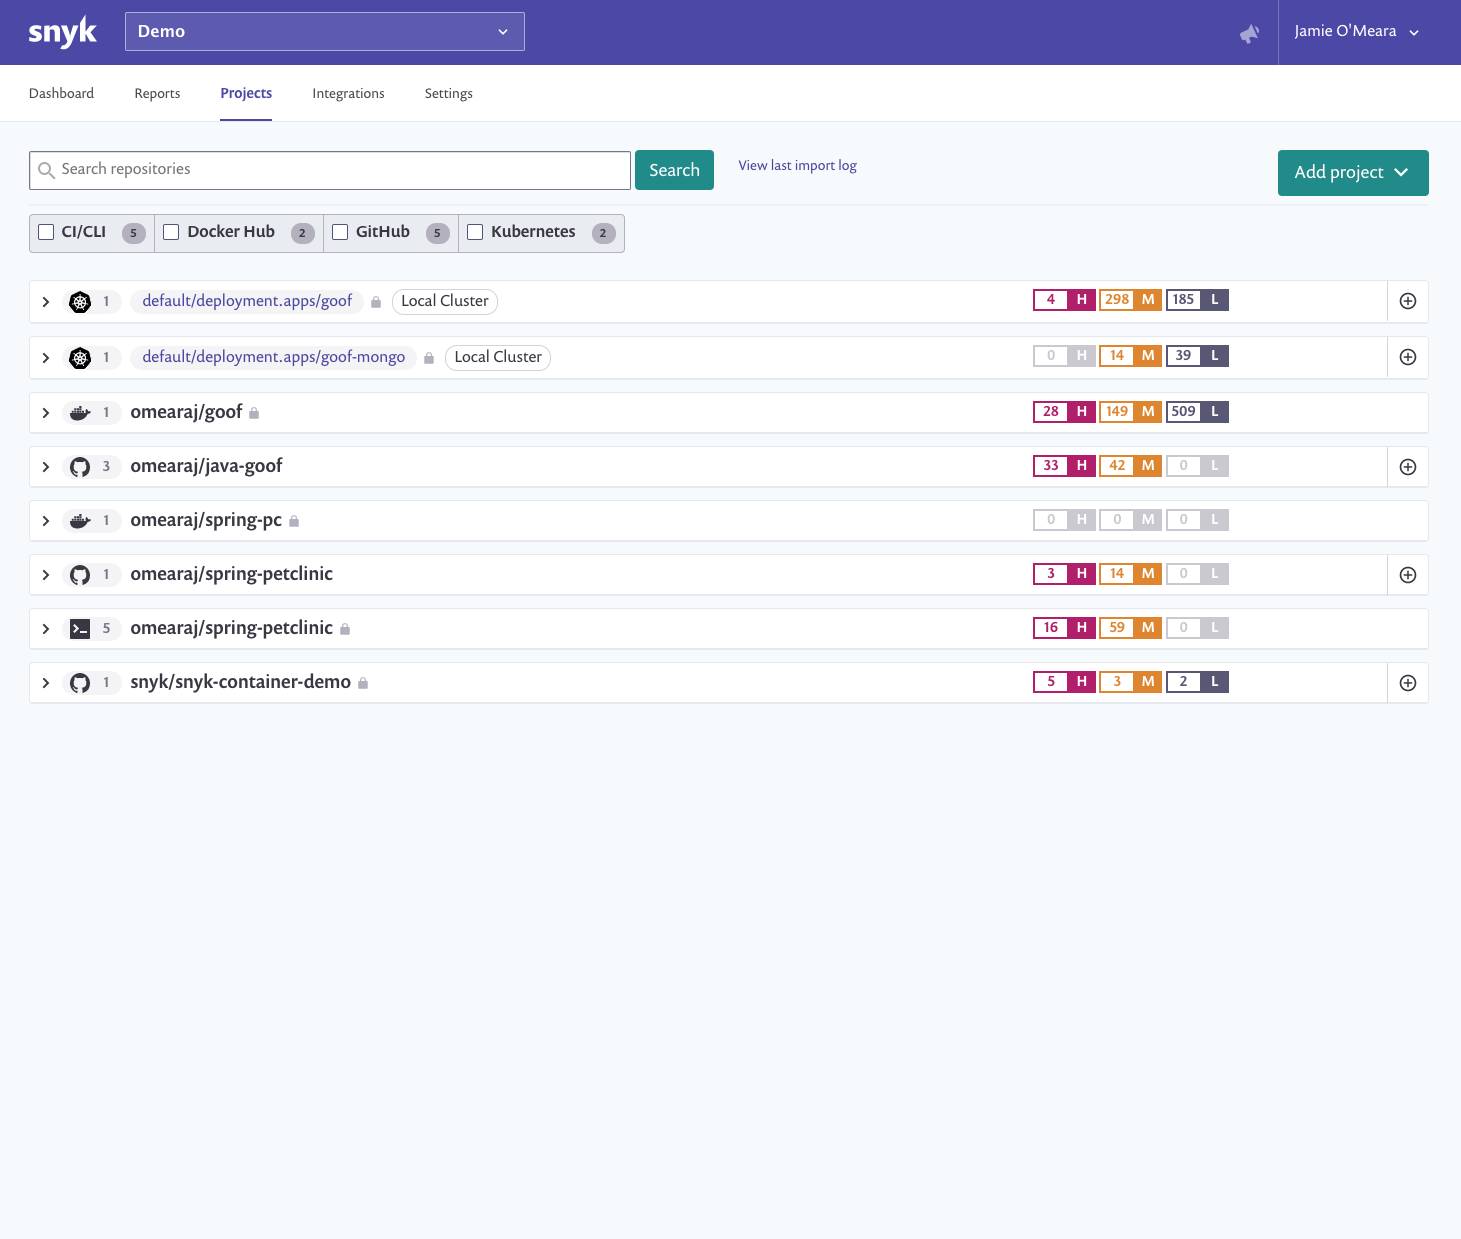 snyk Demo Jamie O'Meara
Dashboard Reports Projects Integrations Settings
Search repositories Search View last import log Add project
CI/CLI 5 Docker Hub 2 GitHub 5 Kubernetes 2
1 default/deployment.apps/goof Local Cluster 4 H 298 M 185 L
1 default/deployment.apps/goof-mongo Local Cluster 0 H 14 M 39 L
1 omearaj/goof 28 H 149 M 509 L
3 omearaj/java-goof 33 H 42 M 0 L
1 omearaj/spring-pc 0 H 0 M 0 L
1 omearaj/spring-petclinic 3 H 14 M 0 L
5 omearaj/spring-petclinic 16 H 59 M 0 L
1 snyk/snyk-container-demo 5 H 3 M 2 L